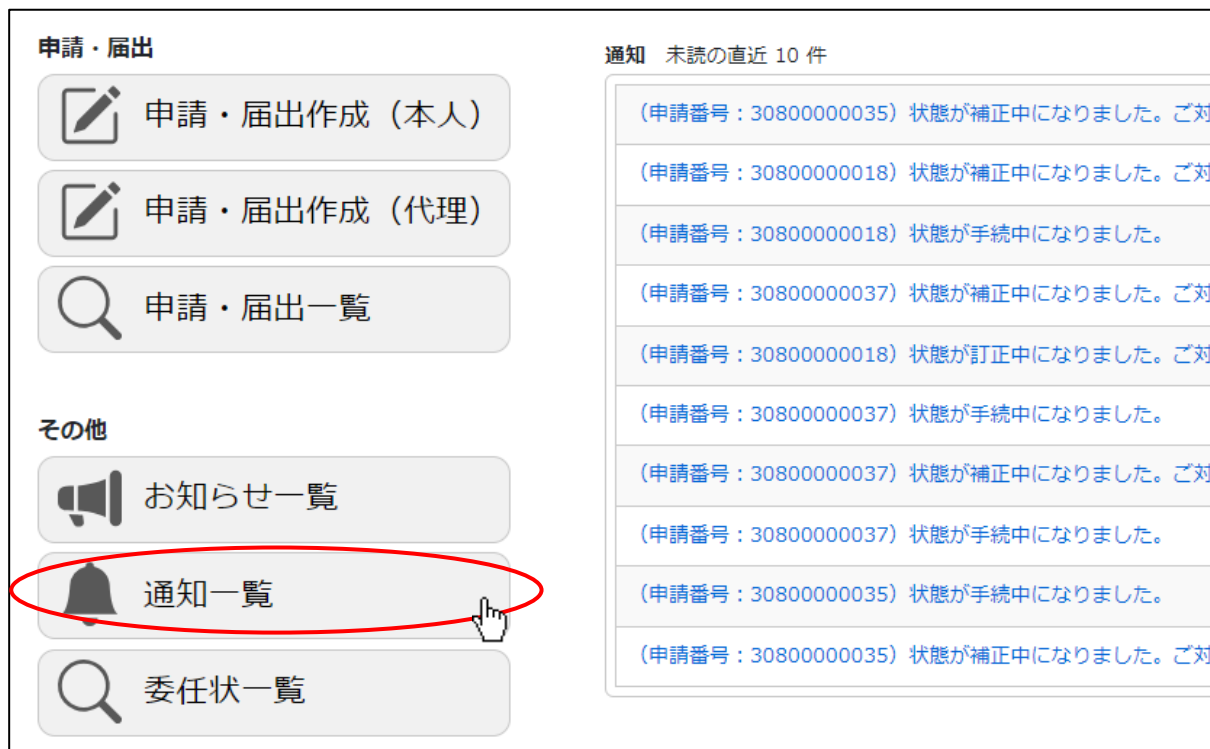 申請・届出
申請・届出作成（本人）
申請・届出作成（代理）
申請・届出一覧
その他
お知らせ一覧
通知一覧
委任状一覧
通知 未読の直近 10 件
（申請番号：30800000035）状態が補正中になりました。ご対
（申請番号：30800000018）状態が補正中になりました。ご対
（申請番号：30800000018）状態が手続中になりました。
（申請番号：30800000037）状態が補正中になりました。ご対
（申請番号：30800000018）状態が訂正中になりました。ご対
（申請番号：30800000037）状態が手続中になりました。
（申請番号：30800000037）状態が補正中になりました。ご対
（申請番号：30800000037）状態が手続中になりました。
（申請番号：30800000035）状態が手続中になりました。
（申請番号：30800000035）状態が補正中になりました。ご対